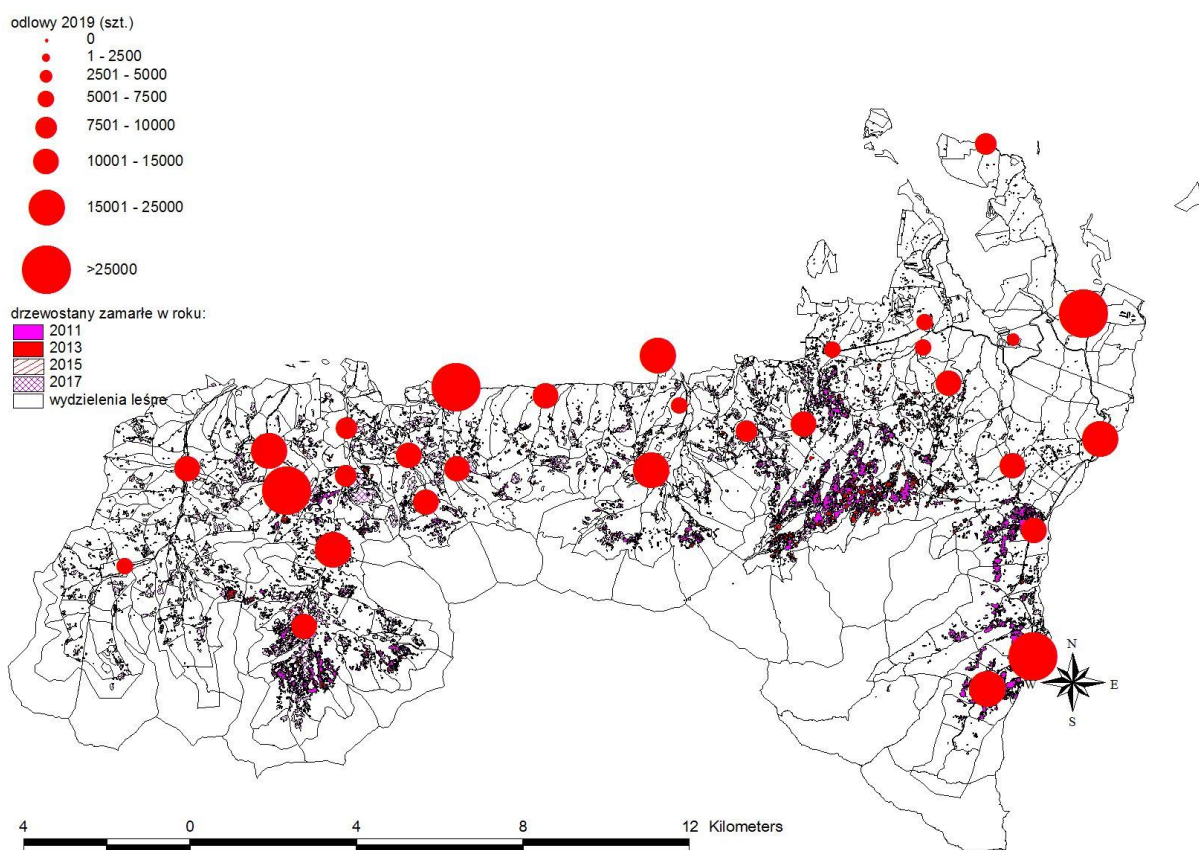 odlowy 2019 (szt.)
0
1 - 2500
2501 - 5000
5001 - 7500
7501 - 10000
10001 - 15000
15001 - 25000
>25000
drzewostany zamarłe w roku:
2011
2013
2015
2017
wydzielenia leśne
N
W
E
S
4 0 4 8 12 Kilometers